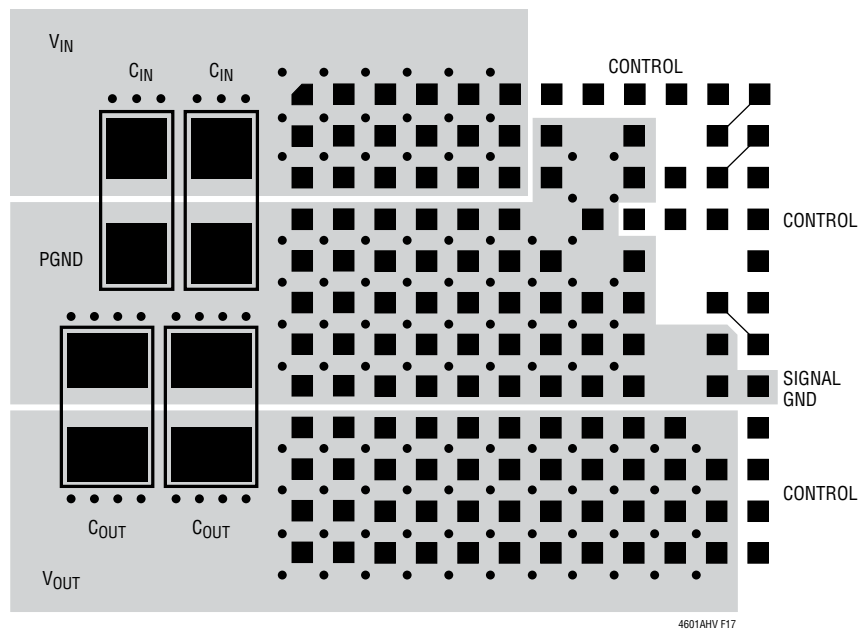 VIN
CIN CIN
CONTROL
CONTROL
PGND
SIGNAL
GND
CONTROL
COUT COUT
VOUT
4601AHV F17